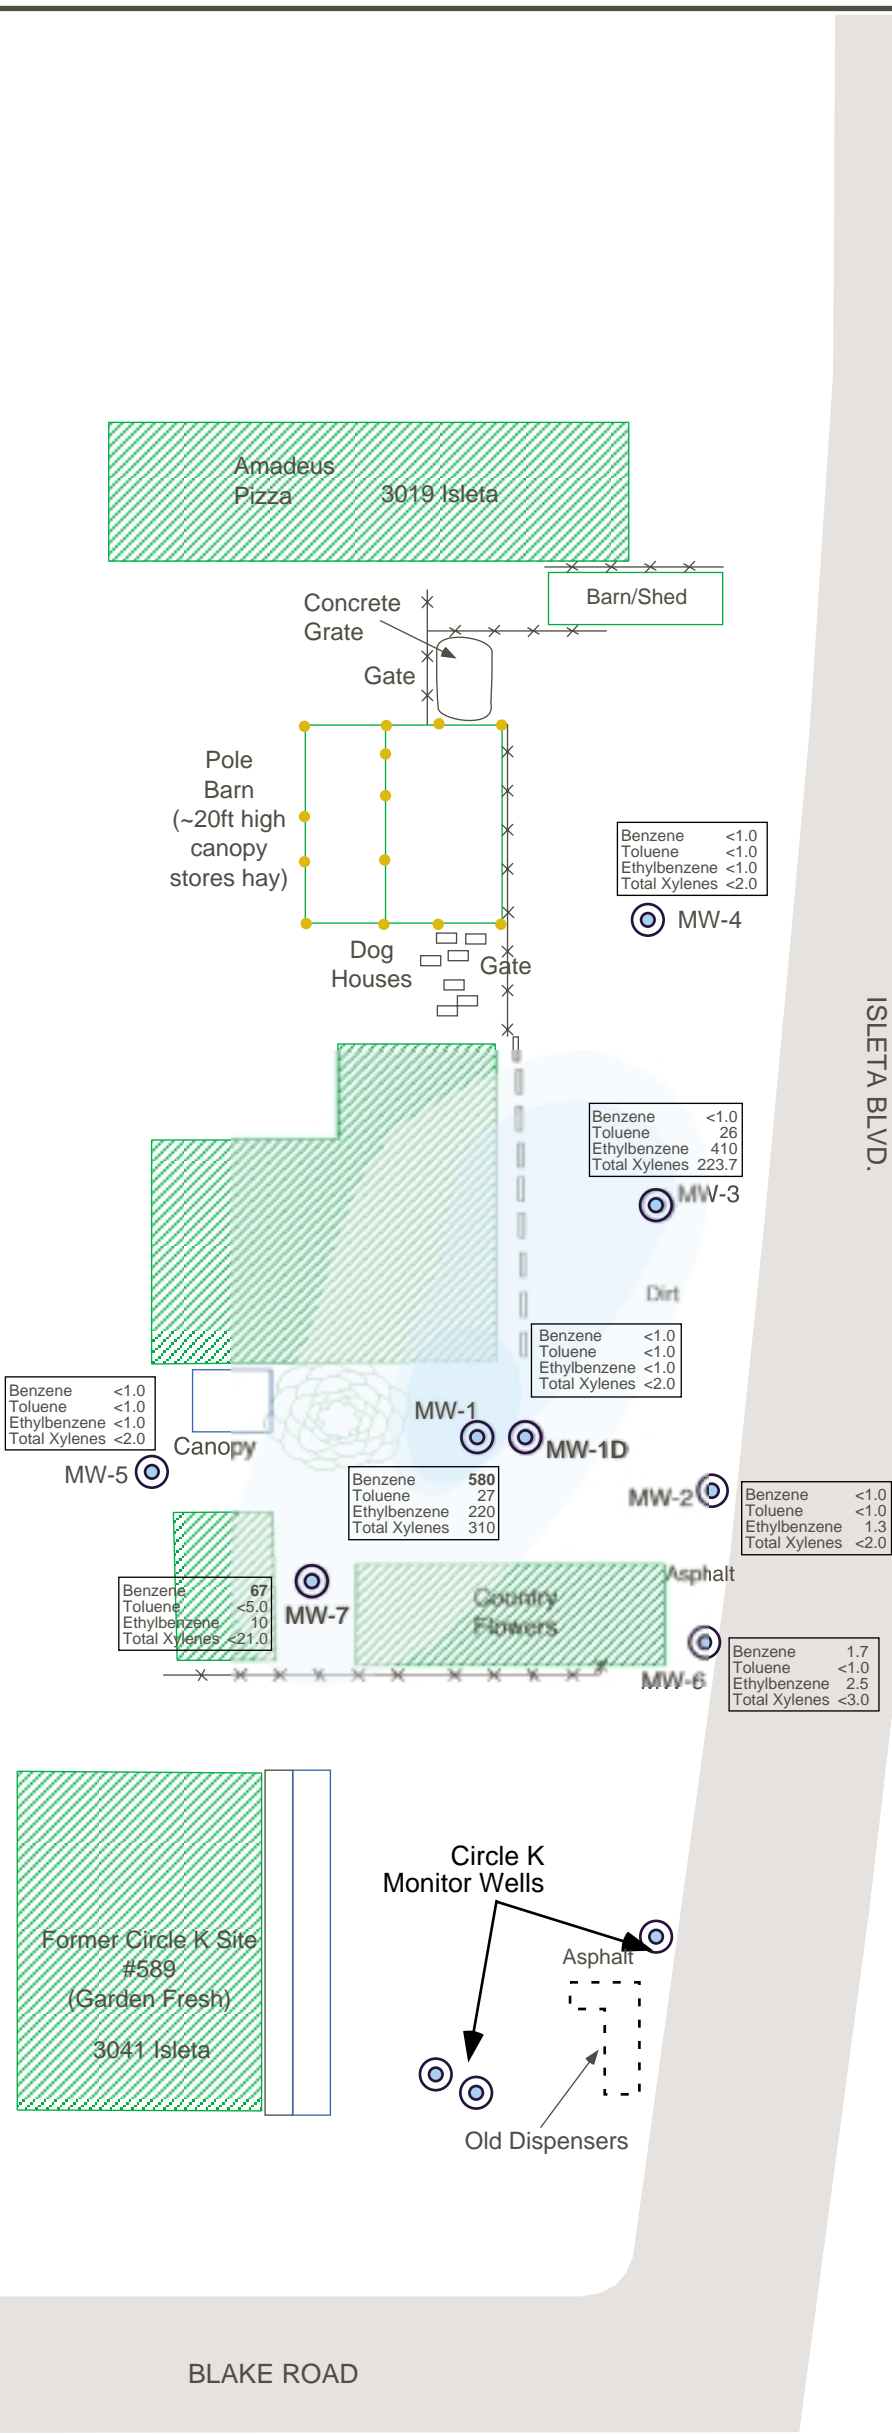 Amadeus
Pizza
3019 Isleta
Barn/Shed
Concrete
Grate
Gate
Pole
Barn
(~20ft high
canopy
stores hay)
Benzene <1.0
Toluene <1.0
Ethylbenzene <1.0
Total Xylenes <2.0
MW-4
Dog
Houses
Gate
ISLETA BLVD.
Benzene <1.0
Toluene 26
Ethylbenzene 410
Total Xylenes 223.7
MW-3
Dirt
Benzene <1.0
Toluene <1.0
Ethylbenzene <1.0
Total Xylenes <2.0
Benzene <1.0
Toluene <1.0
Ethylbenzene <1.0
Total Xylenes <2.0
MW-1
Canopy
MW-1D
MW-5
Benzene 580
Toluene 27
Ethylbenzene 220
Total Xylenes 310
MW-2
Benzene <1.0
Toluene <1.0
Ethylbenzene 1.3
Total Xylenes <2.0
Asphalt
Benzene 67
Toluene <5.0
Ethylbenzene 10
Total Xylenes <21.0
MW-7
Country
Flowers
MW-6
Benzene 1.7
Toluene <1.0
Ethylbenzene 2.5
Total Xylenes <3.0
Circle K
Monitor Wells
Former Circle K Site
#589
(Garden Fresh)
3041 Isleta
Asphalt
Old Dispensers
BLAKE ROAD